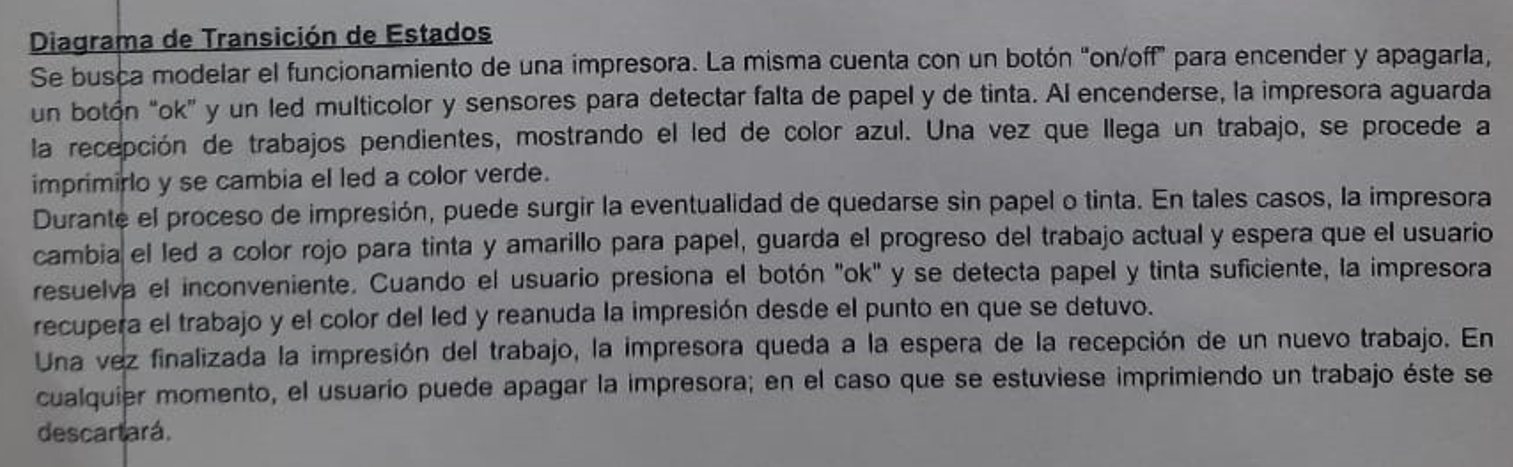 Diagrama de Transición de Estados
Se busca modelar el funcionamiento de una impresora. La misma cuenta con un botón “on/off” para encender y apagarla,
un botón “ok” y un led multicolor y sensores para detectar falta de papel y de tinta. Al encenderse, la impresora aguarda
la recepción de trabajos pendientes, mostrando el led de color azul. Una vez que llega un trabajo, se procede a
imprimirlo y se cambia el led a color verde.
Durante el proceso de impresión, puede surgir la eventualidad de quedarse sin papel o tinta. En tales casos, la impresora
cambia el led a color rojo para tinta y amarillo para papel, guarda el progreso del trabajo actual y espera que el usuario
resuelva el inconveniente. Cuando el usuario presiona el botón "ok" y se detecta papel y tinta suficiente, la impresora
recupera el trabajo y el color del led y reanuda la impresión desde el punto en que se detuvo.
Una vez finalizada la impresión del trabajo, la impresora queda a la espera de la recepción de un nuevo trabajo. En
cualquier momento, el usuario puede apagar la impresora; en el caso que se estuviese imprimiendo un trabajo éste se
descartará.